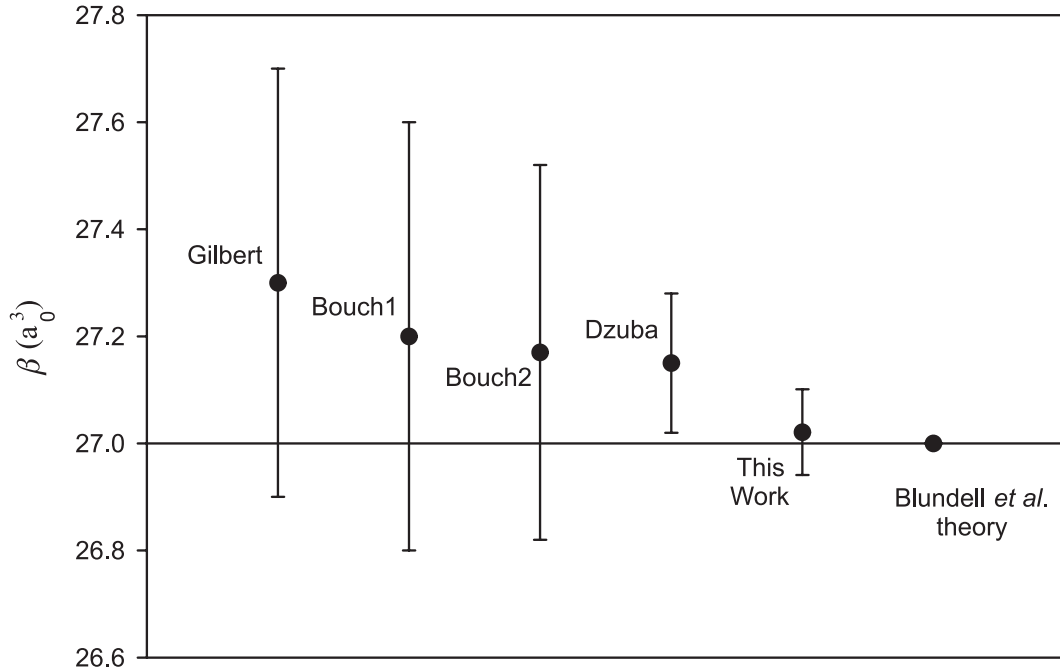 27.8
27.6
27.4
27.2
27.0
26.8
26.6
β (a₀³)
Gilbert
Bouch1
Bouch2
Dzuba
This
Work
Blundell et al.
theory